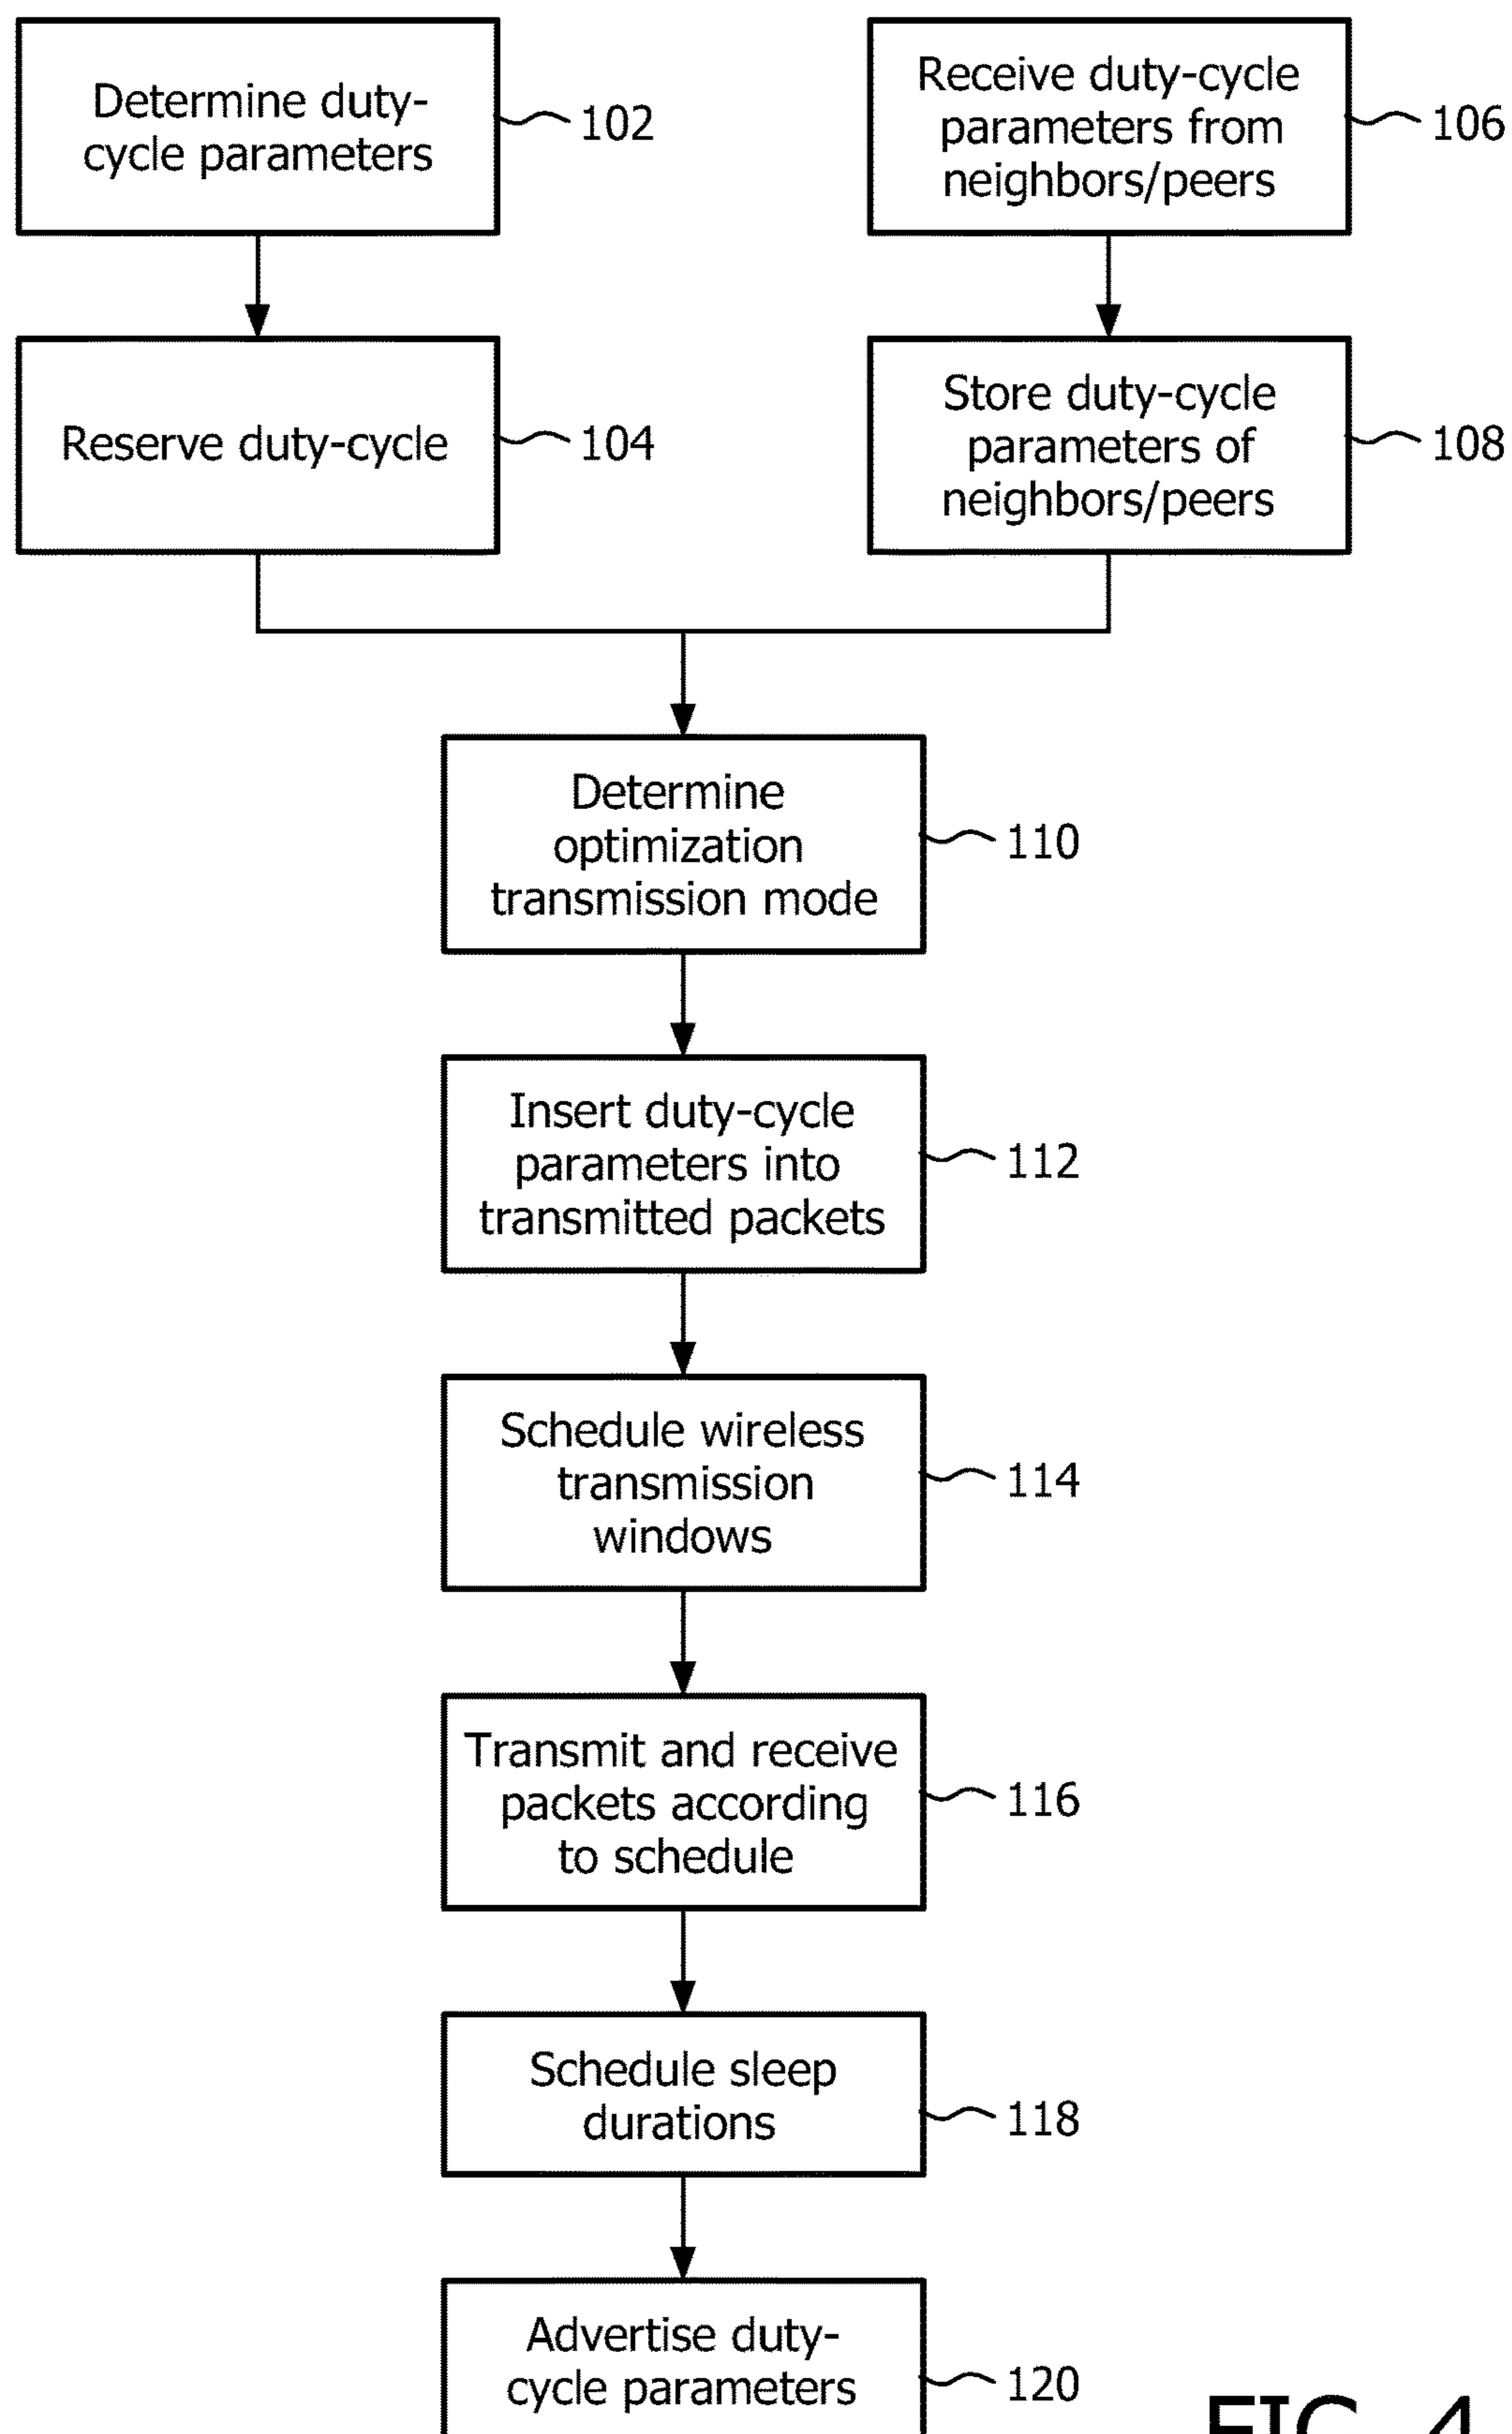 Determine duty-
cycle parameters
102
Receive duty-cycle
parameters from
neighbors/peers
106
Reserve duty-cycle
104
Store duty-cycle
parameters of
neighbors/peers
108
Determine
optimization
transmission mode
110
Insert duty-cycle
parameters into
transmitted packets
112
Schedule wireless
transmission
windows
114
Transmit and receive
packets according
to schedule
116
Schedule sleep
durations
118
Advertise duty-
cycle parameters
120
FIG. 4